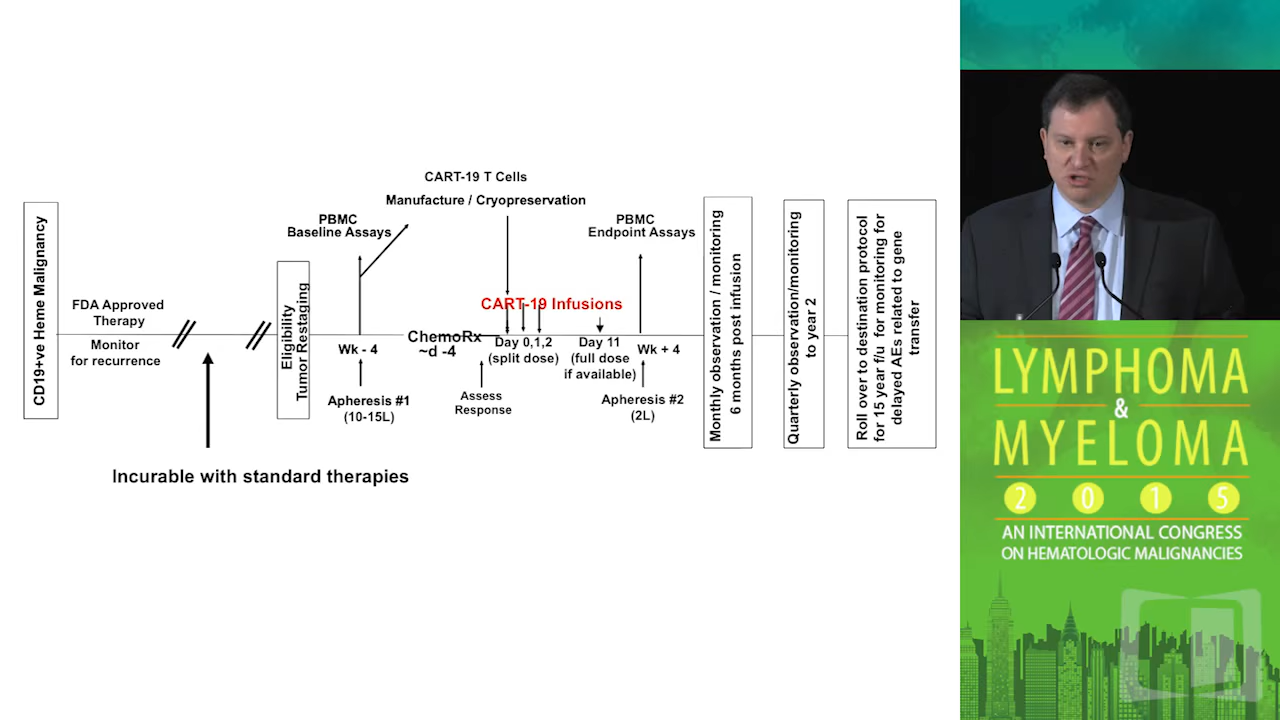 CD19+ve Heme Malignancy
FDA Approved
Therapy
Monitor
for recurrence
Incurable with standard therapies
Eligibility
Tumor Restaging
PBMC
Baseline Assays
Wk - 4
Apheresis #1
(10-15L)
CART-19 T Cells
Manufacture / Cryopreservation
ChemoRx
~d -4
Assess
Response
CART-19 Infusions
Day 0,1,2
(split dose)
Day 11
(full dose
if available)
PBMC
Endpoint Assays
Wk + 4
Apheresis #2
(2L)
Monthly observation / monitoring
6 months post infusion
Quarterly observation/monitoring
to year 2
Roll over to destination protocol
for 15 year f/u for monitoring for
delayed AEs related to gene
transfer
LYMPHOMA
&
MYELOMA
2 0 1 5
AN INTERNATIONAL CONGRESS
ON HEMATOLOGIC MALIGNANCIES